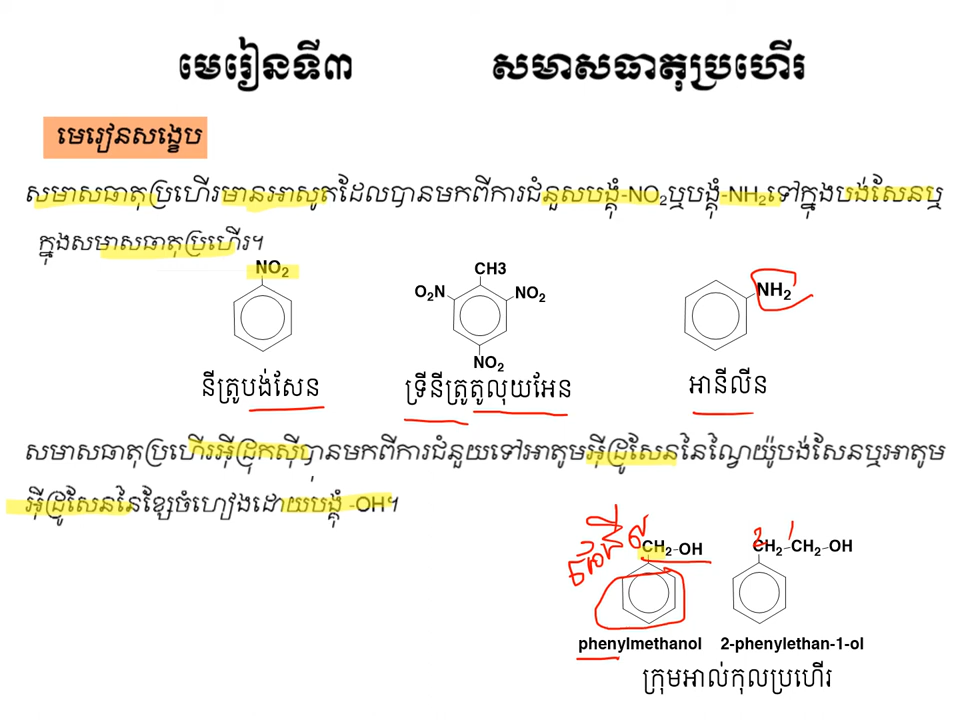 មេរៀនទី៣ សមាសធាតុប្រហើរ
មេរៀនសង្ខេប
សមាសធាតុប្រហើរមានអាសូតដែលបានមកពីការជំនួសបង្គុំ-NO₂ឬបង្គុំ-NH₂ទៅក្នុងបង់សែនឬ
ក្នុងសមាសធាតុប្រហើរ។
NO₂
CH3
O₂N
NO₂
NO₂
NH₂
នីត្រូបង់សែន ទ្រីនីត្រូតូលុយអែន អានីលីន
សមាសធាតុប្រហើរអ៊ីដ្រុកស៊ីបានមកពីការជំនួយទៅអាតូមអ៊ីដ្រូសែននៃណ្វៃយ៉ូបង់សែនឬអាតូម
អ៊ីដ្រូសែននៃខ្សែចំហៀងដោយបង្គុំ -OH។
2 1
CH₂-OH CH₂-CH₂-OH
phenylmethanol 2-phenylethan-1-ol
ក្រុមអាល់កុលប្រហើរ